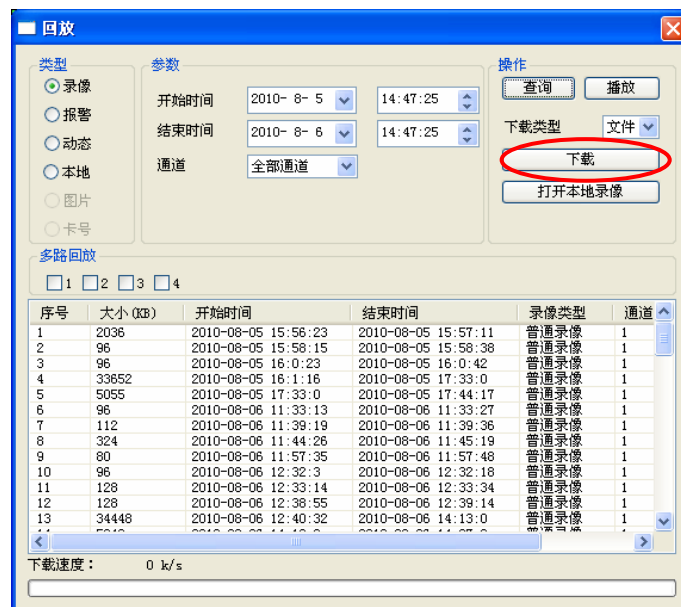 回放
类型
录像
报警
动态
本地
图片
卡号
参数
开始时间 2010- 8- 5 14:47:25
结束时间 2010- 8- 6 14:47:25
通道 全部通道
操作
查询 播放
下载类型 文件
下载
打开本地录像
多路回放
1 2 3 4
序号 大小(KB) 开始时间 结束时间 录像类型 通道
1 2036 2010-08-05 15:56:23 2010-08-05 15:57:11 普通录像 1
2 96 2010-08-05 15:58:15 2010-08-05 15:58:38 普通录像 1
3 96 2010-08-05 16:0:23 2010-08-05 16:0:42 普通录像 1
4 33652 2010-08-05 16:1:16 2010-08-05 17:33:0 普通录像 1
5 5055 2010-08-05 17:33:0 2010-08-05 17:44:17 普通录像 1
6 96 2010-08-06 11:33:13 2010-08-06 11:33:27 普通录像 1
7 112 2010-08-06 11:39:19 2010-08-06 11:39:36 普通录像 1
8 324 2010-08-06 11:44:26 2010-08-06 11:45:19 普通录像 1
9 80 2010-08-06 11:57:35 2010-08-06 11:57:48 普通录像 1
10 96 2010-08-06 12:32:3 2010-08-06 12:32:18 普通录像 1
11 128 2010-08-06 12:33:14 2010-08-06 12:33:34 普通录像 1
12 128 2010-08-06 12:38:55 2010-08-06 12:39:14 普通录像 1
13 34448 2010-08-06 12:40:32 2010-08-06 14:13:0 普通录像 1
下载速度： 0 k/s